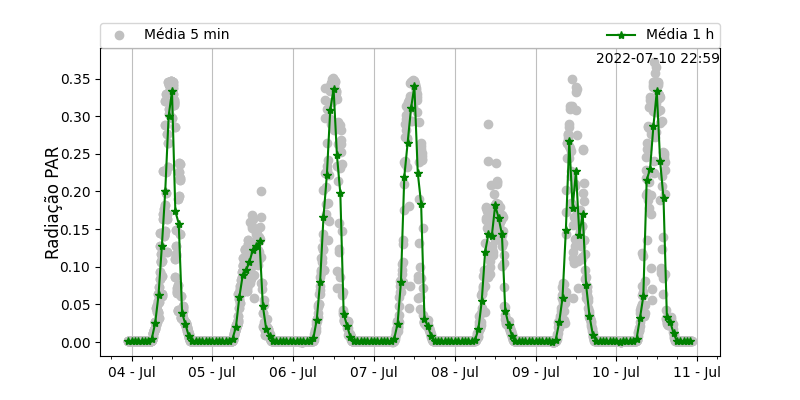 Média 5 min
Média 1 h
2022-07-10 22:59
Radiação PAR
0.35
0.30
0.25
0.20
0.15
0.10
0.05
0.00
04 - Jul
05 - Jul
06 - Jul
07 - Jul
08 - Jul
09 - Jul
10 - Jul
11 - Jul